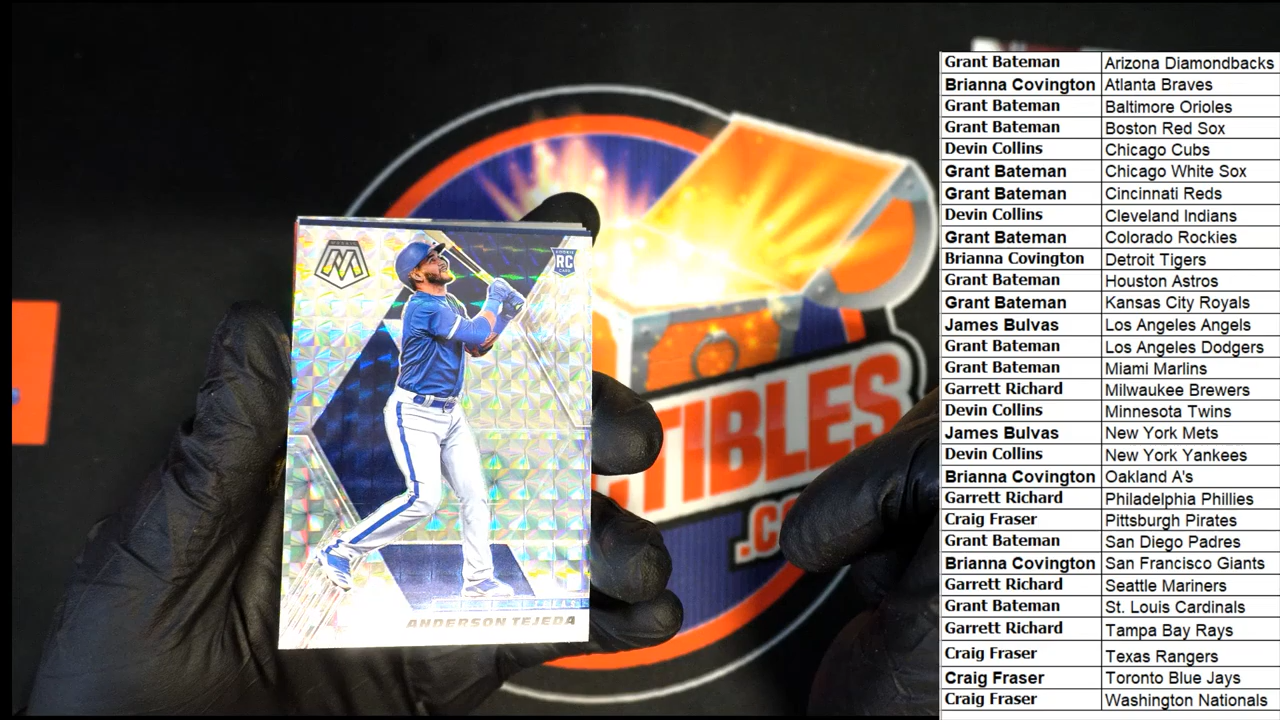 Grant Bateman Arizona Diamondbacks
Brianna Covington Atlanta Braves
Grant Bateman Baltimore Orioles
Grant Bateman Boston Red Sox
Devin Collins Chicago Cubs
Grant Bateman Chicago White Sox
Grant Bateman Cincinnati Reds
Devin Collins Cleveland Indians
Grant Bateman Colorado Rockies
Brianna Covington Detroit Tigers
Grant Bateman Houston Astros
Grant Bateman Kansas City Royals
James Bulvas Los Angeles Angels
Grant Bateman Los Angeles Dodgers
Grant Bateman Miami Marlins
Garrett Richard Milwaukee Brewers
Devin Collins Minnesota Twins
James Bulvas New York Mets
Devin Collins New York Yankees
Brianna Covington Oakland A's
Garrett Richard Philadelphia Phillies
Craig Fraser Pittsburgh Pirates
Grant Bateman San Diego Padres
Brianna Covington San Francisco Giants
Garrett Richard Seattle Mariners
Grant Bateman St. Louis Cardinals
Garrett Richard Tampa Bay Rays
Craig Fraser Texas Rangers
Craig Fraser Toronto Blue Jays
Craig Fraser Washington Nationals
RC
ANDERSON TEJEDA
TIBLES
.CO